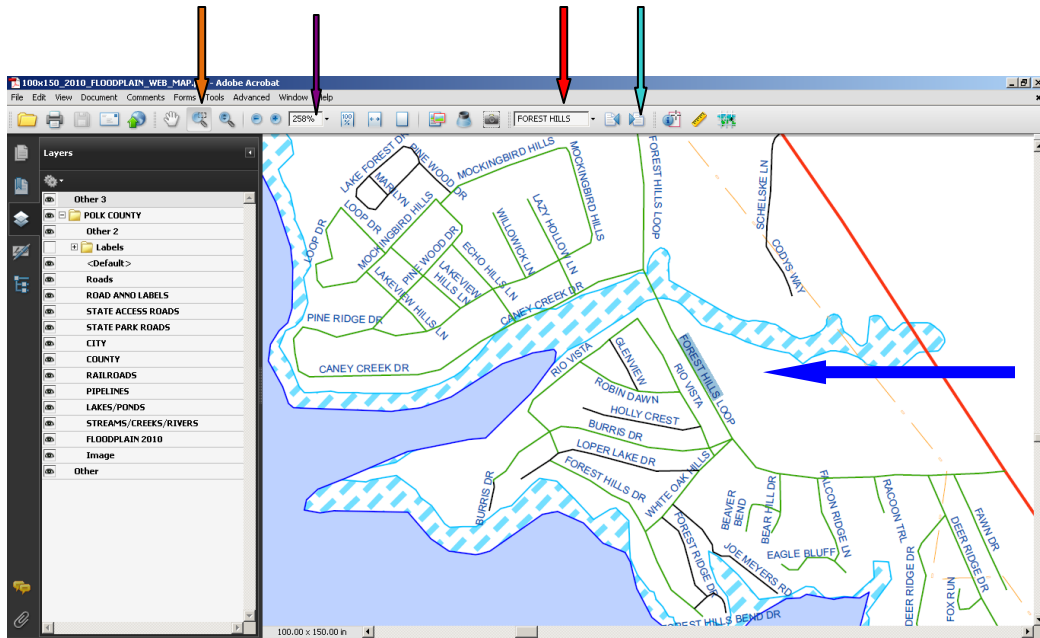 100x150_2010_FLOODPLAIN_WEB_MAP.p - Adobe Acrobat
File Edit View Document Comments Forms Tools Advanced Window Help
258%
100 %
FOREST HILLS
Layers
Other 3
POLK COUNTY
Other 2
Labels
<Default>
Roads
ROAD ANNO LABELS
STATE ACCESS ROADS
STATE PARK ROADS
CITY
COUNTY
RAILROADS
PIPELINES
LAKES/PONDS
STREAMS/CREEKS/RIVERS
FLOODPLAIN 2010
Image
Other
LAKE FOREST DR
PINE WOOD DR
MARILYN
MOCKINGBIRD HILLS
MOCKINGBIRD HILLS
FOREST HILLS LOOP
SCHELSKE LN
CODYS WAY
LOOP DR
LOOP DR
MOCKINGBIRD HILLS
PINE WOOD DR
WILLOWICK LN
LAZY HOLLOW LN
ECHO HILLS LN
LAKEVIEW HILLS LN
LAKEVIEW HILLS LN
CANEY CREEK DR
PINE RIDGE DR
CANEY CREEK DR
RIO VISTA
GLENVIEW
RIO VISTA
FOREST HILLS LOOP
ROBIN DAWN
HOLLY CREST
BURRIS DR
LOPER LAKE DR
FOREST HILLS DR
WHITE OAK HILLS
BURRIS DR
BEAVER BEND
BEAR HILL DR
FALCON RIDGE LN
RACOON TRL
FAWN DR
DEER RIDGE DR
DEER RIDGE DR
EAGLE BLUFF
FOREST RIDGE DR
JOE MEYERS RD
FOX RUN
FOREST HILLS BEND DR
100.00 x 150.00 in